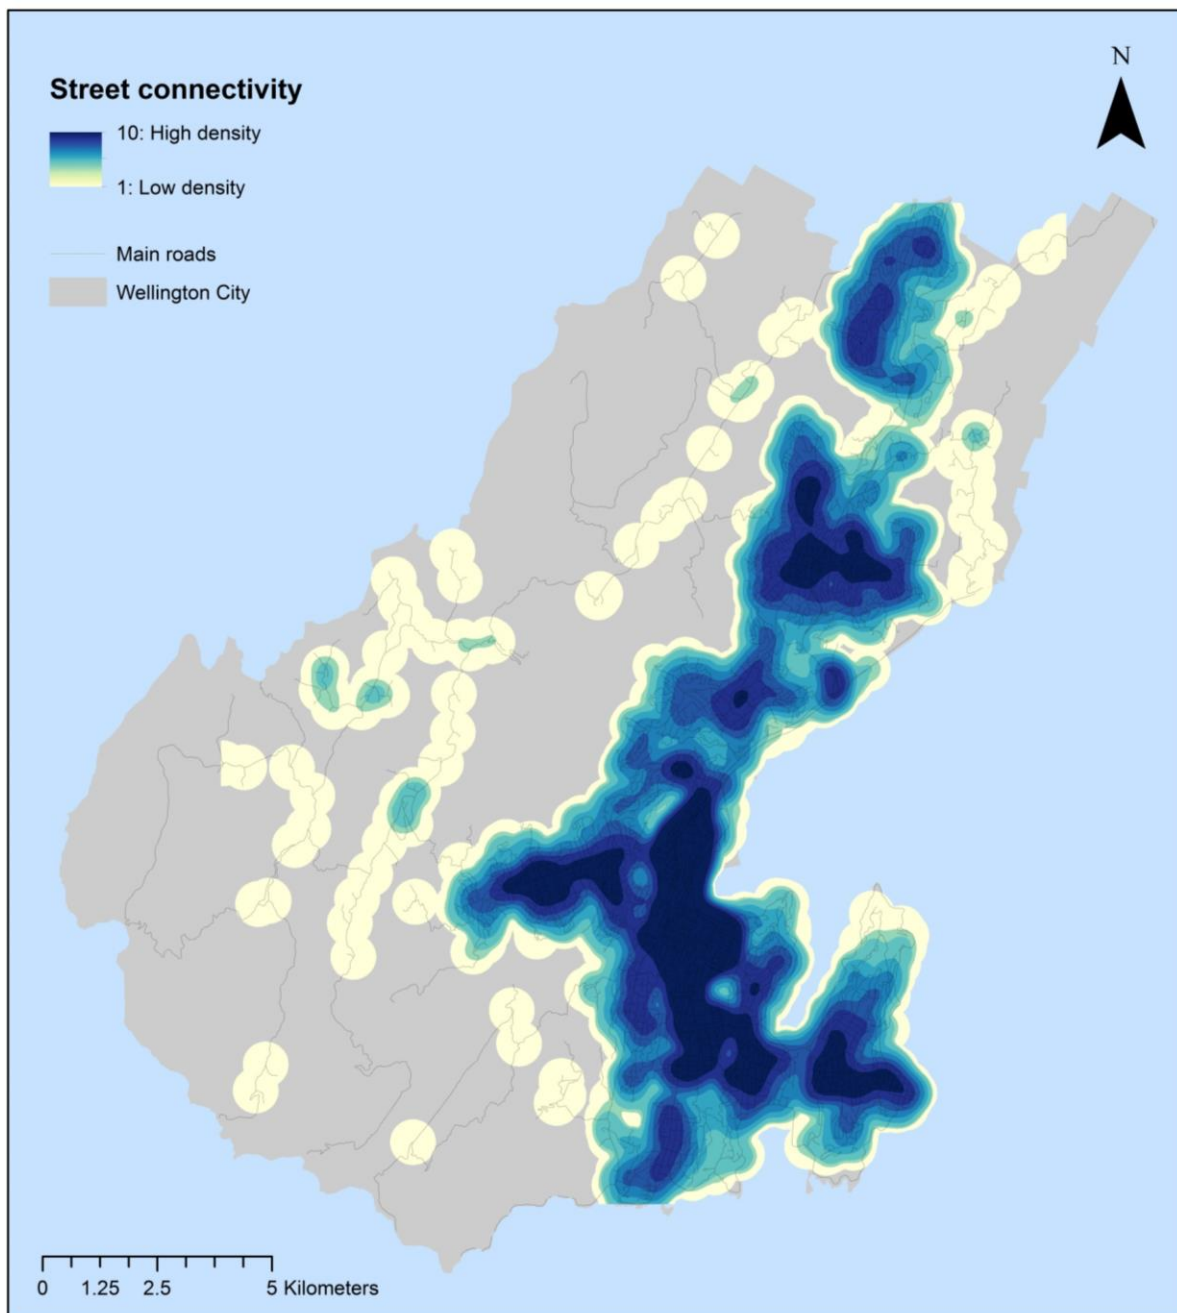 N
Street connectivity
10: High density
1: Low density
Main roads
Wellington City
0 1.25 2.5 5 Kilometers